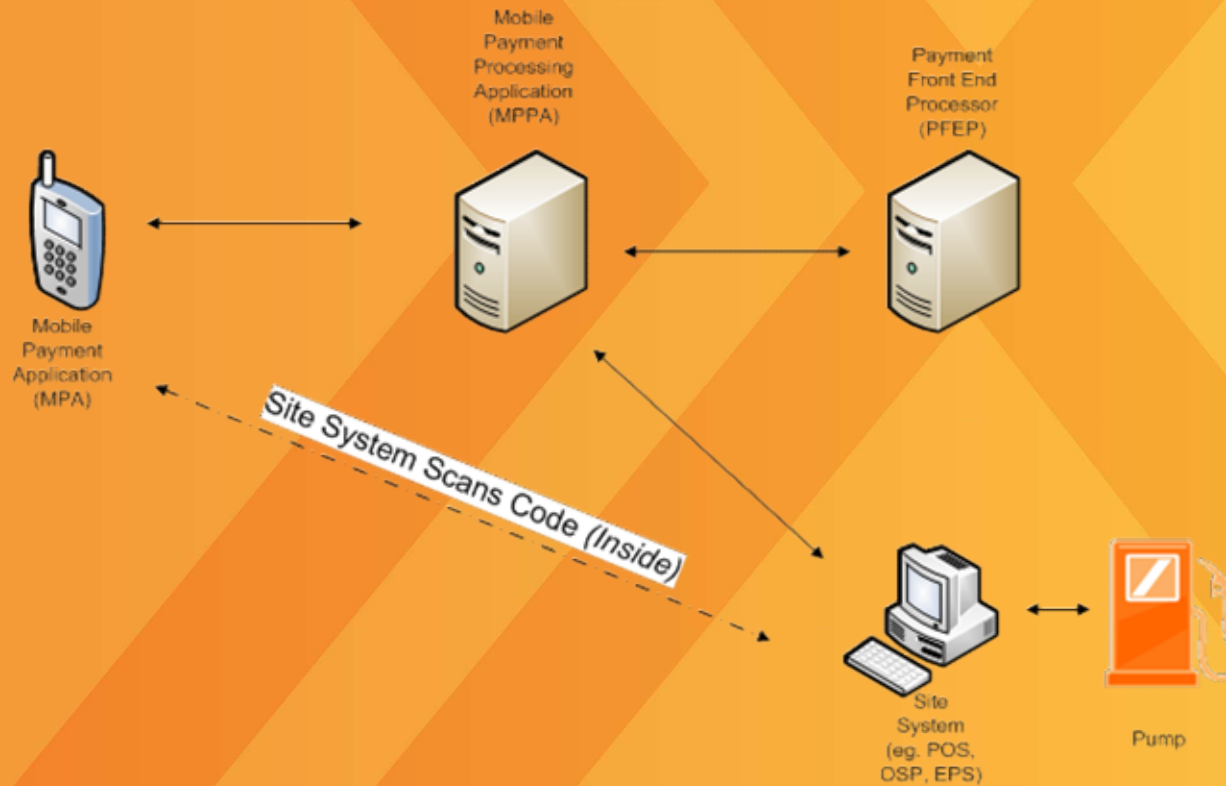 Mobile
Payment
Processing
Application
(MPPA)
Payment
Front End
Processor
(PFEP)
Mobile
Payment
Application
(MPA)
Site System Scans Code (Inside)
Site
System
(eg. POS,
OSP, EPS)
Pump